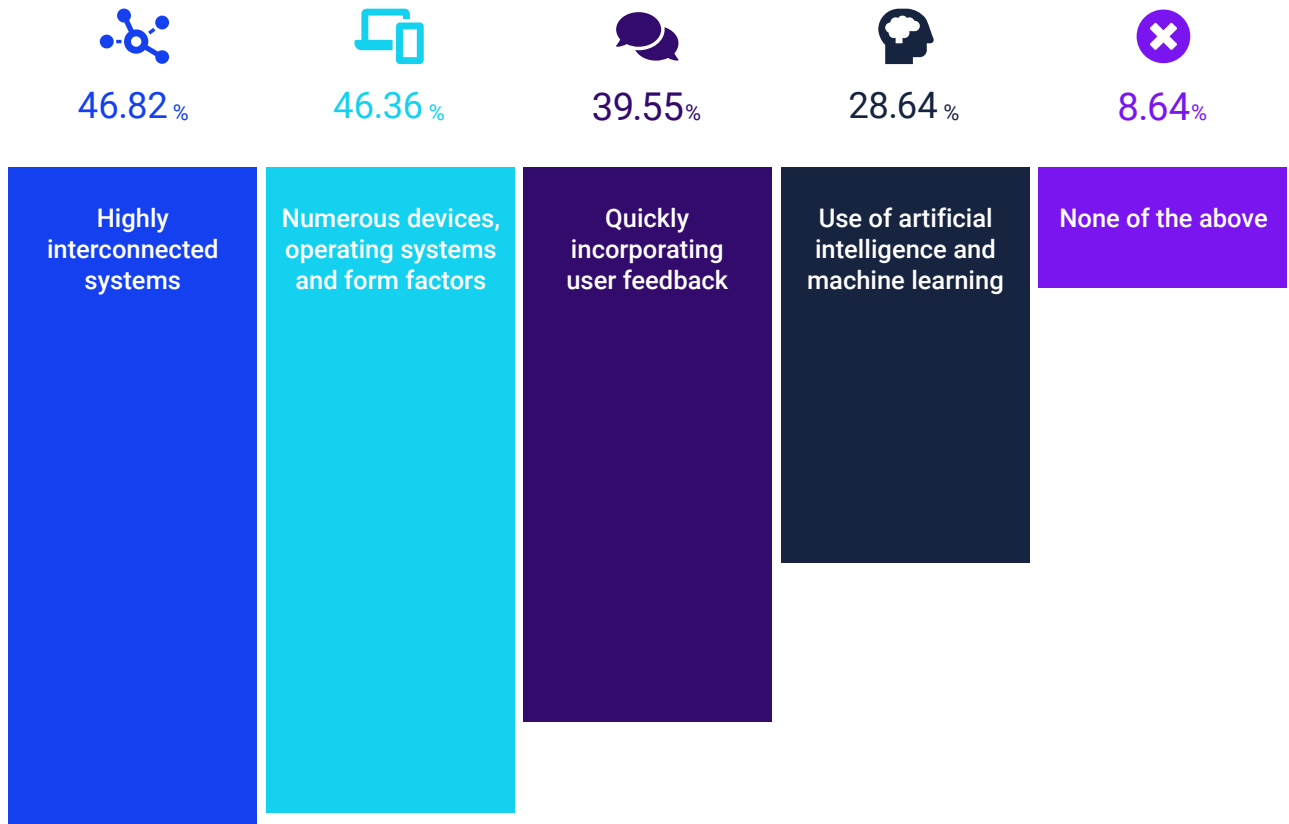 46.82 %
46.36 %
39.55%
28.64 %
8.64%
Highly
interconnected
systems
Numerous devices,
operating systems
and form factors
Quickly
incorporating
user feedback
Use of artificial
intelligence and
machine learning
None of the above